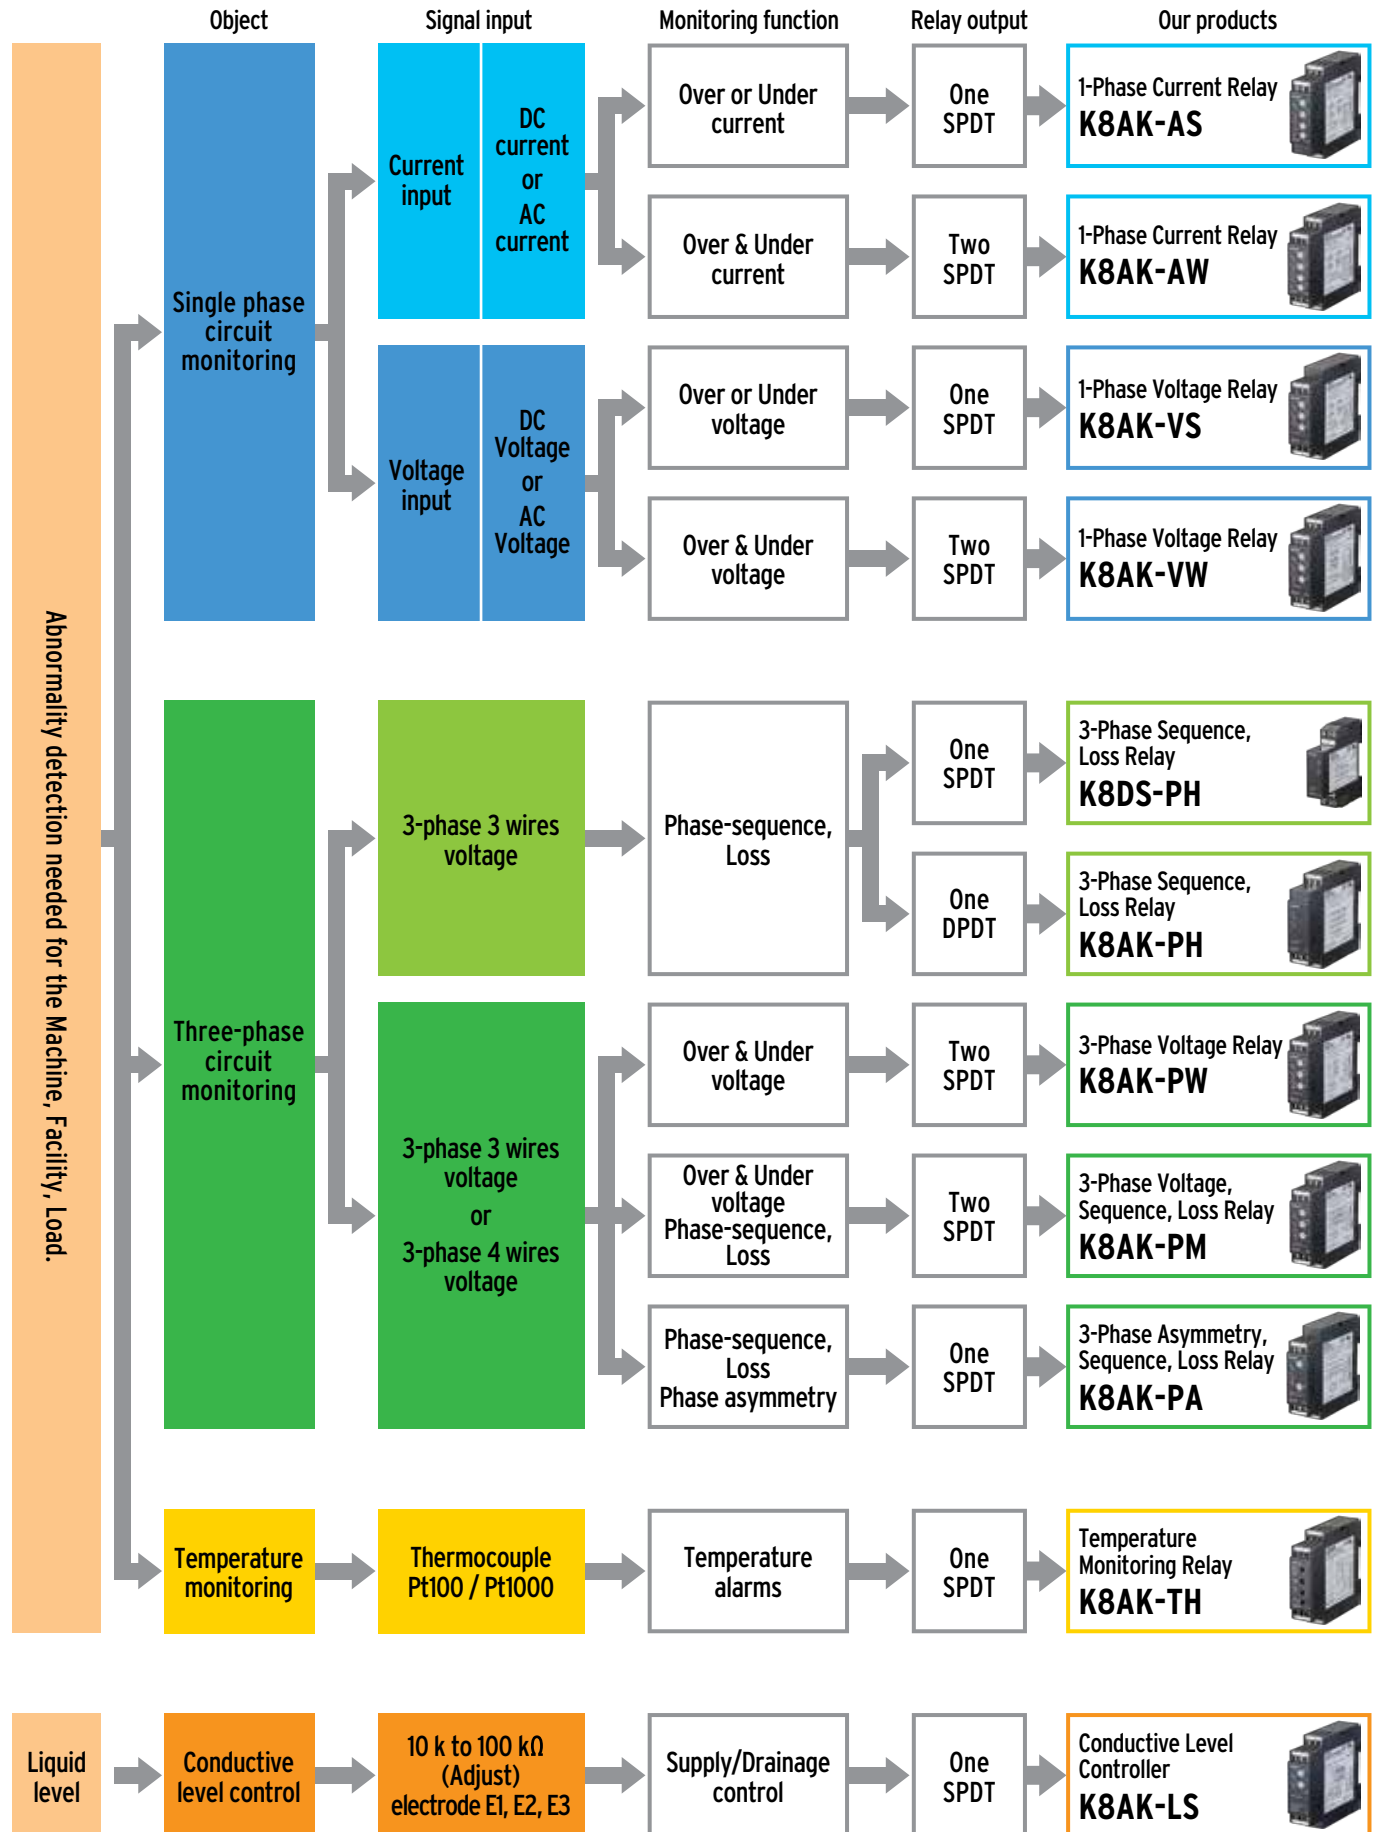 Object
Signal input
Monitoring function
Relay output
Our products
Abnormality detection needed for the Machine, Facility, Load.
Single phase
circuit
monitoring
Current
input
DC
current
or
AC
current
Over or Under
current
One
SPDT
1-Phase Current Relay
K8AK-AS
Over & Under
current
Two
SPDT
1-Phase Current Relay
K8AK-AW
Voltage
input
DC
Voltage
or
AC
Voltage
Over or Under
voltage
One
SPDT
1-Phase Voltage Relay
K8AK-VS
Over & Under
voltage
Two
SPDT
1-Phase Voltage Relay
K8AK-VW
Three-phase
circuit
monitoring
3-phase 3 wires
voltage
Phase-sequence,
Loss
One
SPDT
3-Phase Sequence,
Loss Relay
K8DS-PH
One
DPDT
3-Phase Sequence,
Loss Relay
K8AK-PH
3-phase 3 wires
voltage
or
3-phase 4 wires
voltage
Over & Under
voltage
Two
SPDT
3-Phase Voltage Relay
K8AK-PW
Over & Under
voltage
Phase-sequence,
Loss
Two
SPDT
3-Phase Voltage,
Sequence, Loss Relay
K8AK-PM
Phase-sequence,
Loss
Phase asymmetry
One
SPDT
3-Phase Asymmetry,
Sequence, Loss Relay
K8AK-PA
Temperature
monitoring
Thermocouple
Pt100 / Pt1000
Temperature
alarms
One
SPDT
Temperature
Monitoring Relay
K8AK-TH
Liquid
level
Conductive
level control
10 k to 100 kΩ
(Adjust)
electrode E1, E2, E3
Supply/Drainage
control
One
SPDT
Conductive Level
Controller
K8AK-LS